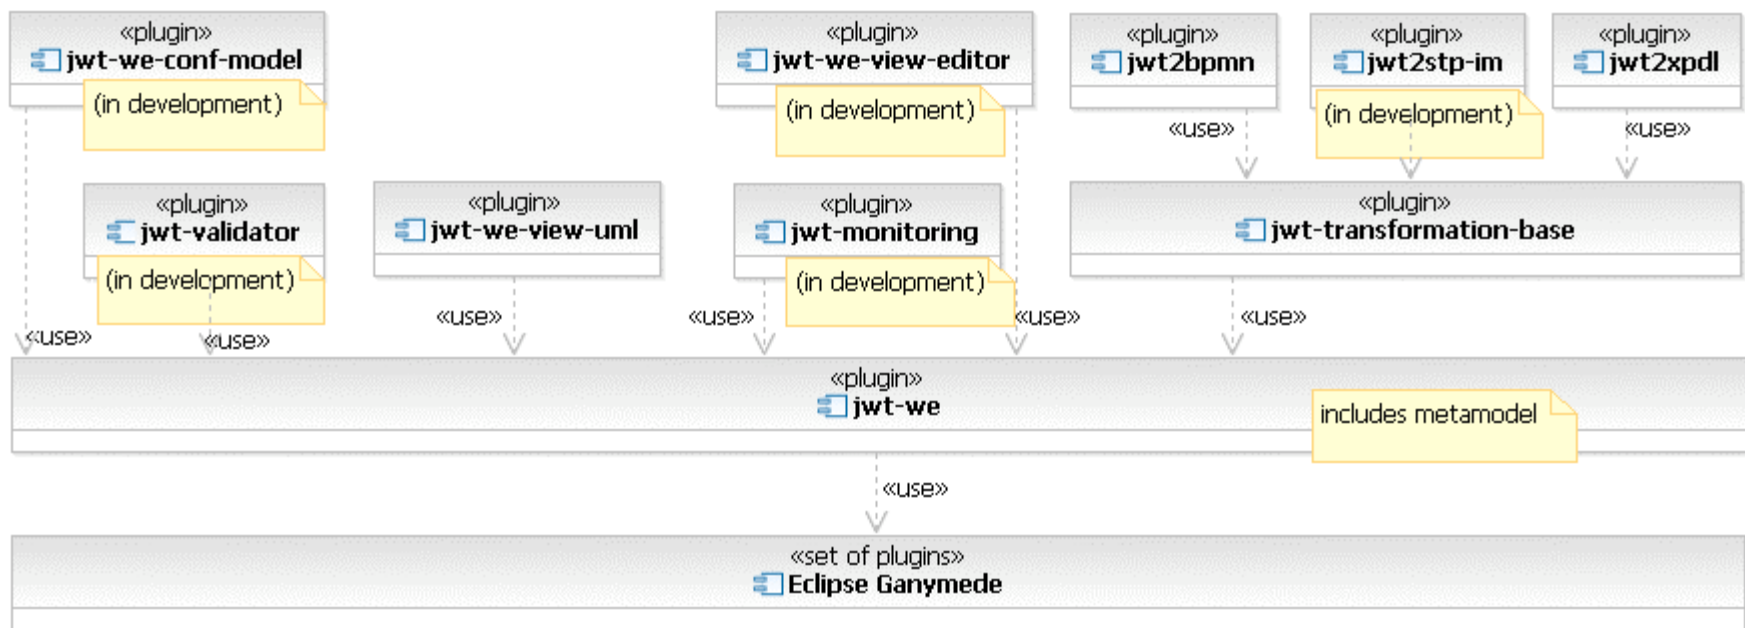 «plugin»
jwt-we-conf-model
(in development)
«plugin»
jwt-we-view-editor
(in development)
«plugin»
jwt2bpmn
«plugin»
jwt2stp-im
(in development)
«plugin»
jwt2xpdl
«use»
«use»
«plugin»
jwt-validator
(in development)
«plugin»
jwt-we-view-uml
«plugin»
jwt-monitoring
(in development)
«plugin»
jwt-transformation-base
«use»
«use»
«use»
«use»
«use»
«use»
«plugin»
jwt-we
includes metamodel
«use»
«set of plugins»
Eclipse Ganymede